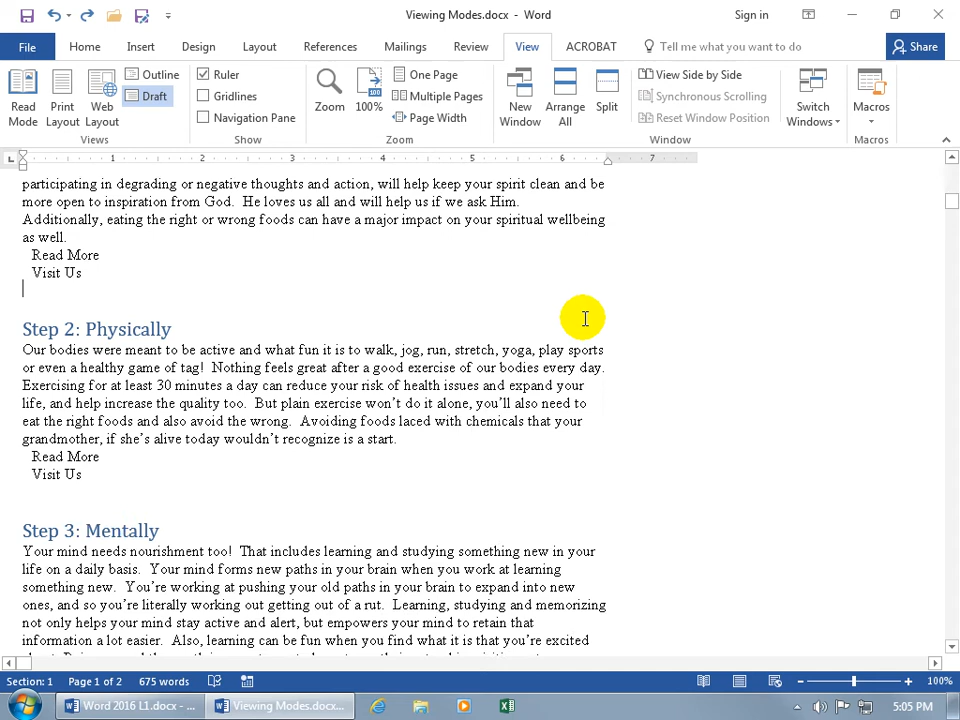 Viewing Modes.docx - Word
Sign in
File Home Insert Design Layout References Mailings Review View ACROBAT Tell me what you want to do Share
Read Mode
Print Layout
Web Layout
Outline
Draft
Views
Ruler
Gridlines
Navigation Pane
Show
Zoom
100
100%
One Page
Multiple Pages
Page Width
Zoom
New Window
Arrange All
Split
View Side by Side
Synchronous Scrolling
Reset Window Position
Window
Switch Windows
Macros
Macros
1 2 3 4 5 6 7
participating in degrading or negative thoughts and action, will help keep your spirit clean and be
more open to inspiration from God. He loves us all and will help us if we ask Him.
Additionally, eating the right or wrong foods can have a major impact on your spiritual wellbeing
as well.
Read More
Visit Us
Step 2: Physically
Our bodies were meant to be active and what fun it is to walk, jog, run, stretch, yoga, play sports
or even a healthy game of tag! Nothing feels great after a good exercise of our bodies every day.
Exercising for at least 30 minutes a day can reduce your risk of health issues and expand your
life, and help increase the quality too. But plain exercise won't do it alone, you'll also need to
eat the right foods and also avoid the wrong. Avoiding foods laced with chemicals that your
grandmother, if she's alive today wouldn't recognize is a start.
Read More
Visit Us
Step 3: Mentally
Your mind needs nourishment too! That includes learning and studying something new in your
life on a daily basis. Your mind forms new paths in your brain when you work at learning
something new. You're working at pushing your old paths in your brain to expand into new
ones, and so you're literally working out getting out of a rut. Learning, studying and memorizing
not only helps your mind stay active and alert, but empowers your mind to retain that
information a lot easier. Also, learning can be fun when you find what it is that you're excited
Section: 1 Page 1 of 2 675 words 100%
Word 2016 L1.docx - ... Viewing Modes.docx... 5:05 PM